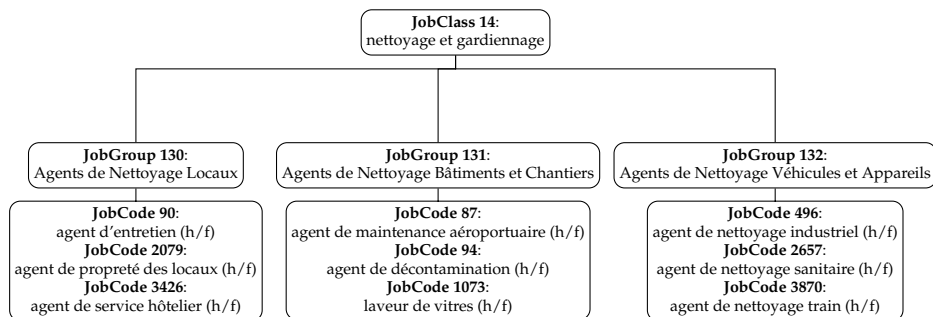 JobClass 14:
nettoyage et gardiennage
JobGroup 130:
Agents de Nettoyage Locaux
JobCode 90:
agent d'entretien (h/f)
JobCode 2079:
agent de propreté des locaux (h/f)
JobCode 3426:
agent de service hôtelier (h/f)
JobGroup 131:
Agents de Nettoyage Bâtiments et Chantiers
JobCode 87:
agent de maintenance aéroportuaire (h/f)
JobCode 94:
agent de décontamination (h/f)
JobCode 1073:
laveur de vitres (h/f)
JobGroup 132:
Agents de Nettoyage Véhicules et Appareils
JobCode 496:
agent de nettoyage industriel (h/f)
JobCode 2657:
agent de nettoyage sanitaire (h/f)
JobCode 3870:
agent de nettoyage train (h/f)